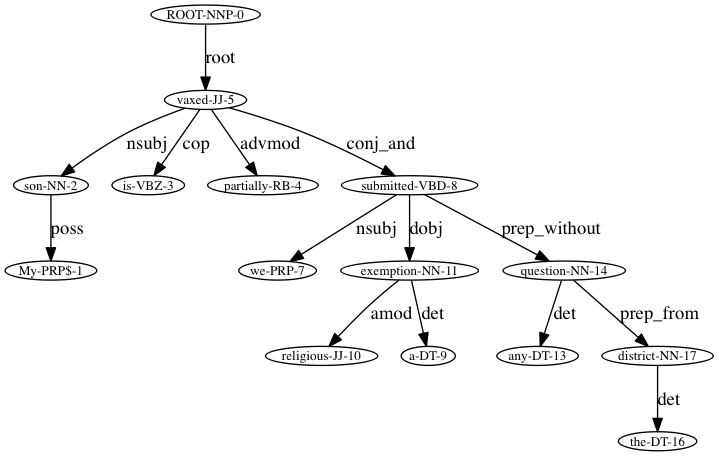 ROOT-NNP-0
root
vaxed-JJ-5
nsubj cop advmod conj_and
son-NN-2 is-VBZ-3 partially-RB-4 submitted-VBD-8
poss nsubj dobj prep_without
My-PRP$-1 we-PRP-7 exemption-NN-11 question-NN-14
amod det det prep_from
religious-JJ-10 a-DT-9 any-DT-13 district-NN-17
det
the-DT-16